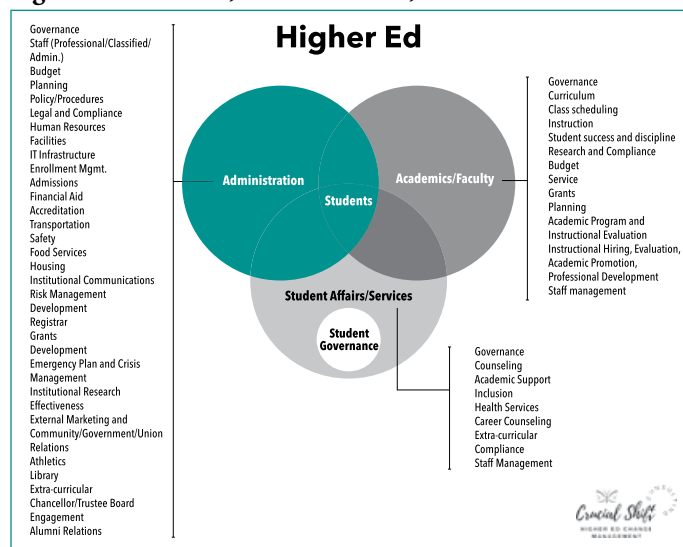 Higher Ed
Governance
Staff (Professional/Classified/
Admin.)
Budget
Planning
Policy/Procedures
Legal and Compliance
Human Resources
Facilities
IT Infrastructure
Enrollment Mgmt.
Admissions
Financial Aid
Accreditation
Transportation
Safety
Food Services
Housing
Institutional Communications
Risk Management
Development
Registrar
Grants
Development
Emergency Plan and Crisis
Management
Institutional Research
Effectiveness
External Marketing and
Community/Government/Union
Relations
Athletics
Library
Extra-curricular
Chancellor/Trustee Board
Engagement
Alumni Relations
Administration
Academics/Faculty
Students
Student Affairs/Services
Student
Governance
Governance
Curriculum
Class scheduling
Instruction
Student success and discipline
Research and Compliance
Budget
Service
Grants
Planning
Academic Program and
Instructional Evaluation
Instructional Hiring, Evaluation,
Academic Promotion,
Professional Development
Staff management
Governance
Counseling
Academic Support
Inclusion
Health Services
Career Counseling
Extra-curricular
Compliance
Staff Management
Crucial Shift
CONSULTING
HIGHER ED CHANGE
MANAGEMENT